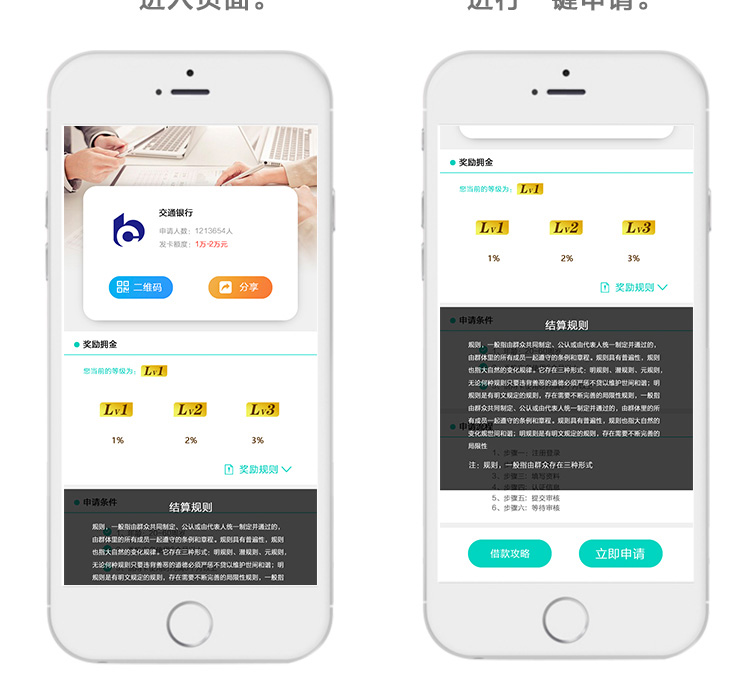 进入页面。
进行一键申请。
交通银行
申请人数：1213654人
发卡额度：1万-2万元
二维码
分享
奖励拥金
您当前的等级为：Lv1
Lv1 Lv2 Lv3
1% 2% 3%
奖励规则
申请条件
结算规则
规则，一般指由群众共同制定、公认或由代表人统一制定并通过的，
由群体里的所有成员一起遵守的条例和章程。规则具有普遍性，规则
也指大自然的变化规律。它存在三种形式：明规则、潜规则、元规则，
无论何种规则只要违背善蒂的道德必须严惩不贷以维护世间和谐；明
规则是有明文规定的规则，存在需要不断完善的局限性规则，一般指
奖励拥金
您当前的等级为：Lv1
Lv1 Lv2 Lv3
1% 2% 3%
奖励规则
申请条件
结算规则
规则，一般指由群众共同制定、公认或由代表人统一制定并通过的，
由群体里的所有成员一起遵守的条例和章程。规则具有普遍性，规则
也指大自然的变化规律。它存在三种形式：明规则、潜规则、元规则，
无论何种规则只要违背善蒂的道德必须严惩不贷以维护世间和谐；明
规则是有明文规定的规则，存在需要不断完善的局限性规则，一般指
由群众共同制定、公认或由代表人统一制定并通过的，由群体里的所
有成员一起遵守的条例和章程。规则具有普遍性，规则也指大自然的
变化规世间和谐；明规则是有明文规定的规则，存在需要不断完善的
局限性
申请流程
1、步骤一：注册登录
注：规则，一般指由群众存在三种形式
3、步骤三：填写资料
4、步骤四：认证信息
5、步骤五：提交审核
6、步骤六：等待审核
借款攻略
立即申请